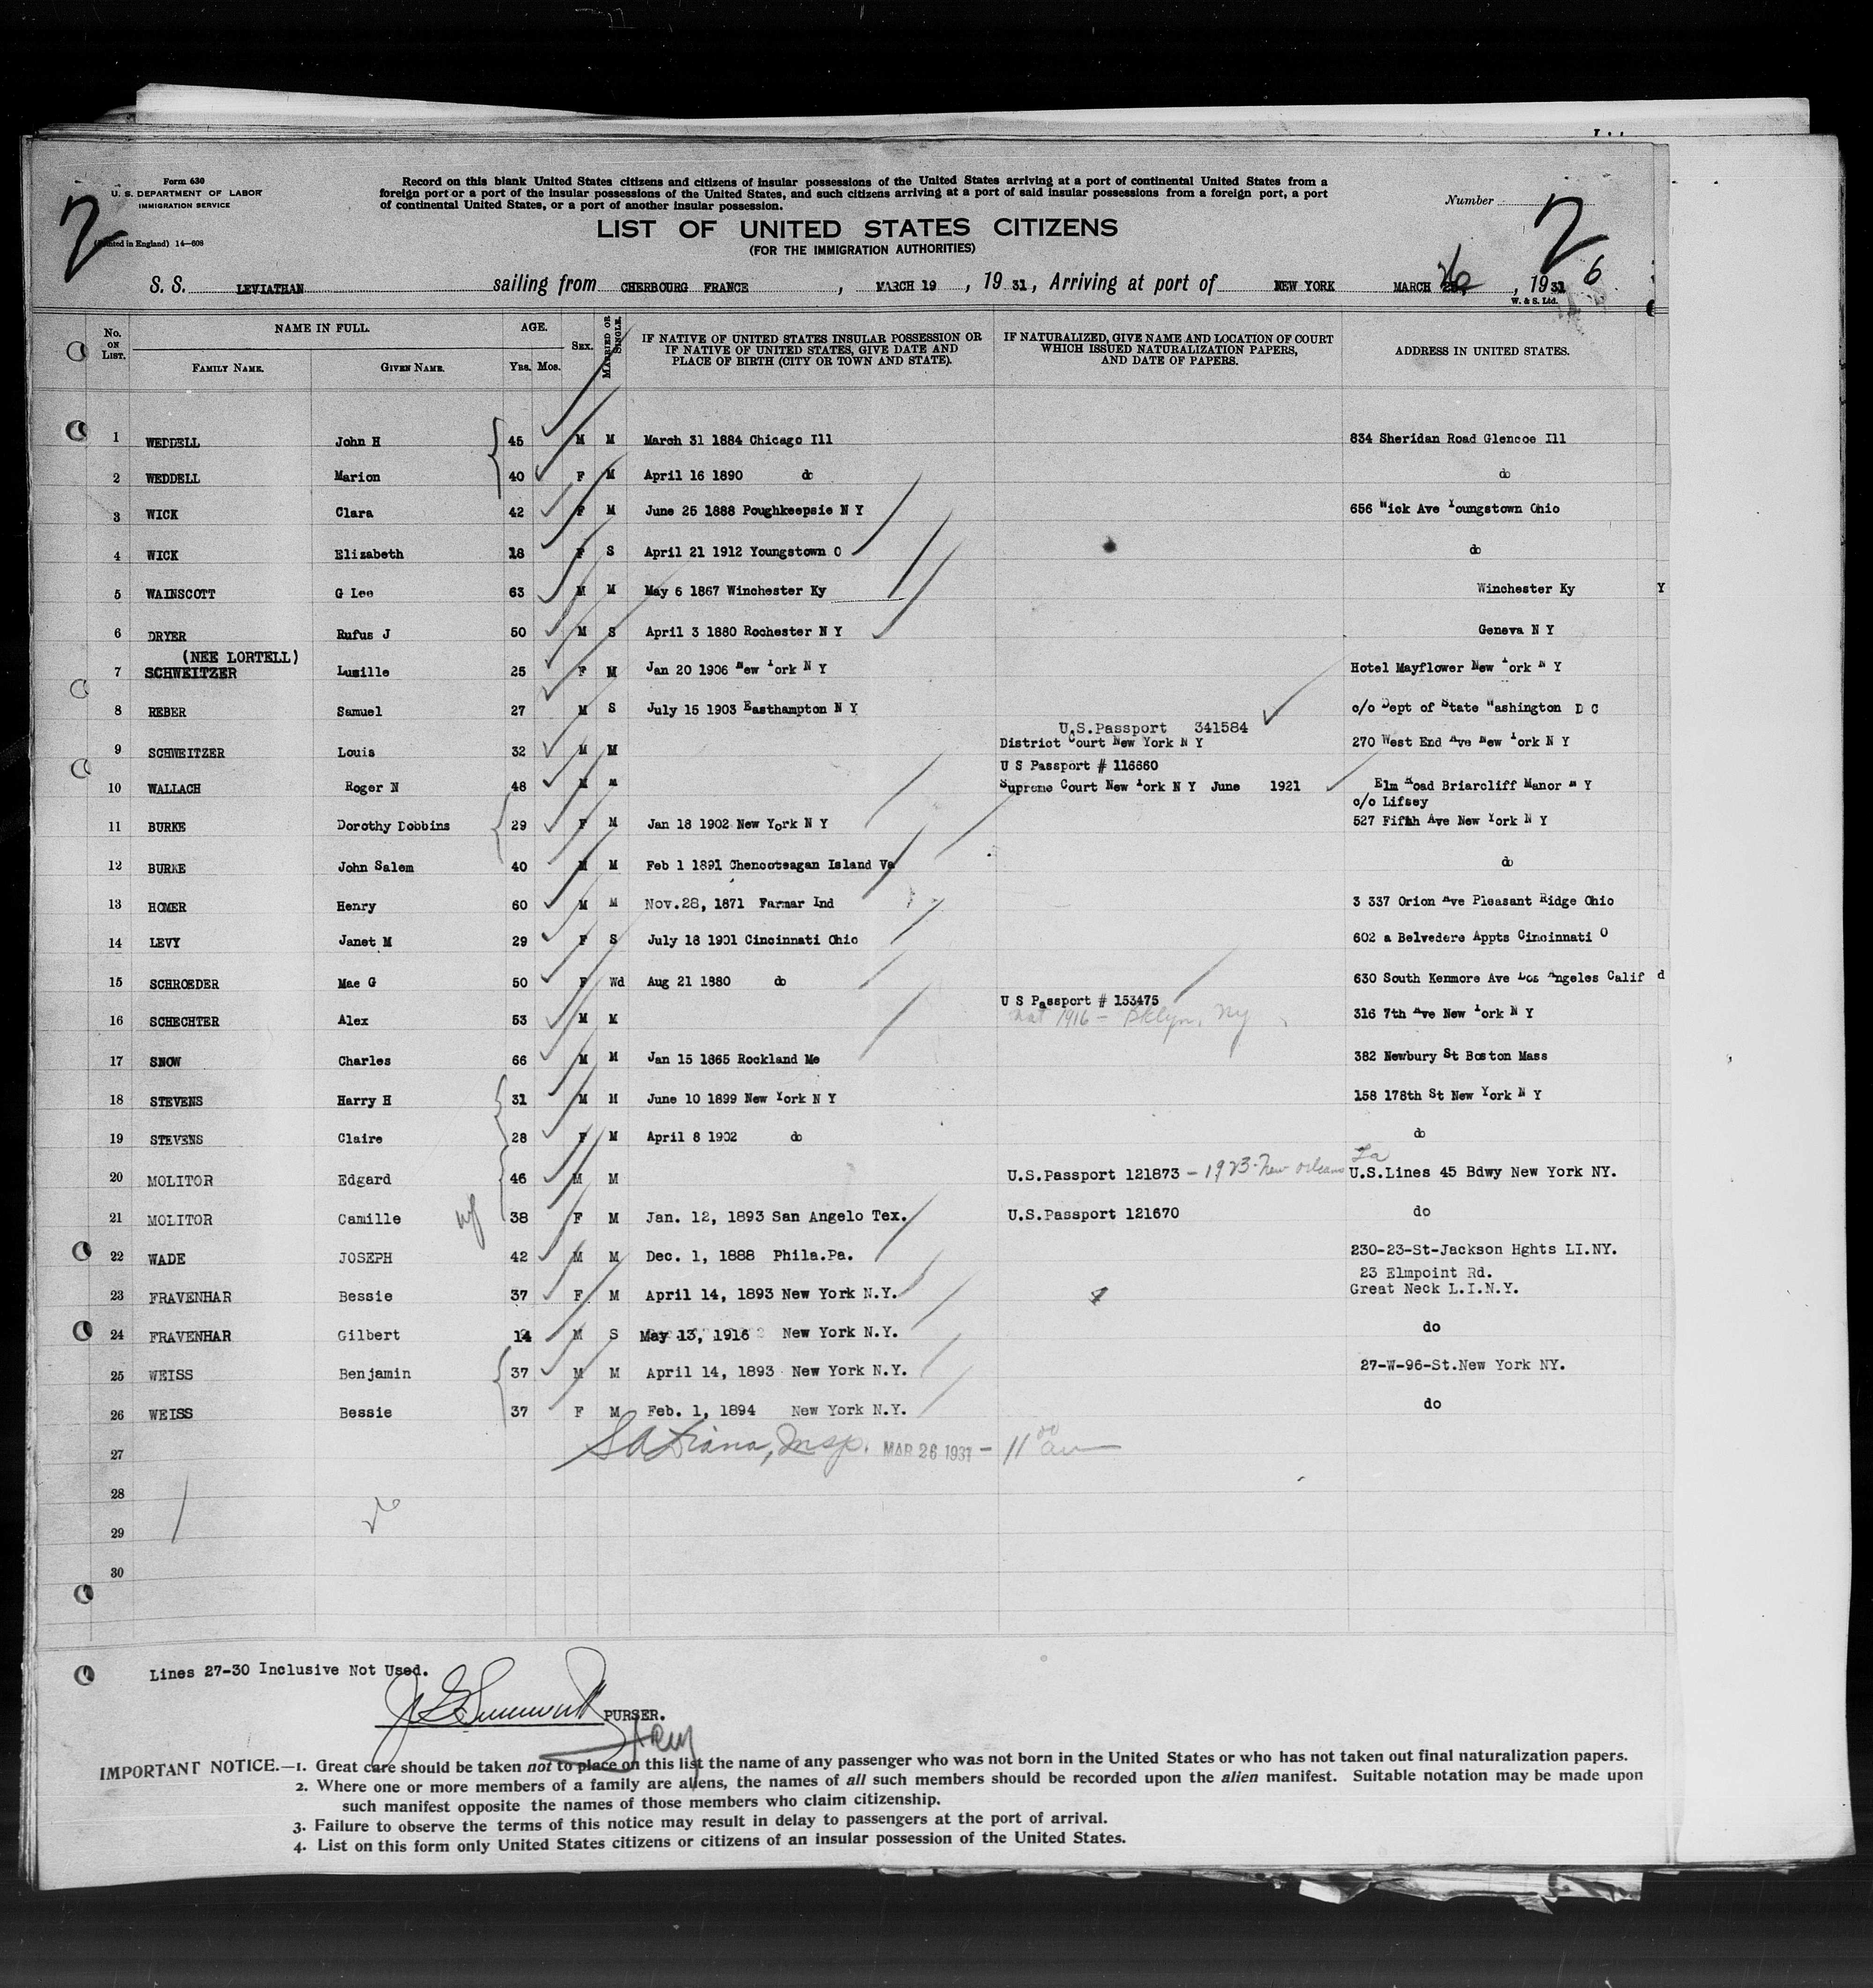 Form 630
U. S. DEPARTMENT OF LABOR
IMMIGRATION SERVICE
(Printed in England) 14—608
2
Record on this blank United States citizens and citizens of insular possessions of the United States arriving at a port of continental United States from a
foreign port or a port of the insular possessions of the United States, and such citizens arriving at a port of said insular possessions from a foreign port, a port
of continental United States, or a port of another insular possession.
Number
2
LIST OF UNITED STATES CITIZENS
(FOR THE IMMIGRATION AUTHORITIES)
S. S. LEVIATHAN sailing from CHERBOURG FRANCE, MARCH 19, 1931, Arriving at port of NEW YORK MARCH 26, 1931 6
W. & S. Ltd.
No. ON LIST. NAME IN FULL. AGE. SEX. MARRIED OR SINGLE. IF NATIVE OF UNITED STATES INSULAR POSSESSION OR IF NATIVE OF UNITED STATES, GIVE DATE AND PLACE OF BIRTH (CITY OR TOWN AND STATE). IF NATURALIZED, GIVE NAME AND LOCATION OF COURT WHICH ISSUED NATURALIZATION PAPERS, AND DATE OF PAPERS. ADDRESS IN UNITED STATES.
FAMILY NAME. GIVEN NAME. Yrs. Mos.
1 WEDDELL John H 45 M M March 31 1884 Chicago Ill 834 Sheridan Road Glencoe Ill
2 WEDDELL Marion 40 F M April 16 1890 do do
3 WICK Clara 42 F M June 25 1888 Poughkeepsie N Y 656 Wick Ave Youngstown Ohio
4 WICK Elizabeth 18 F S April 21 1912 Youngstown O do
5 WAINSCOTT G Lee 63 M M May 6 1867 Winchester Ky Winchester Ky Y
6 DRYER Rufus J 50 M S April 3 1880 Rochester N Y Geneva N Y
(NEE LORTELL)
7 SCHWEITZER Lusille 25 F M Jan 20 1906 New York N Y Hotel Mayflower New York N Y
8 REBER Samuel 27 M S July 15 1903 Easthampton N Y c/o Dept of State Washington D C
U.S.Passport 341584
9 SCHWEITZER Louis 32 M M District Court New York N Y 270 West End Ave New York N Y
U S Passport # 116660
10 WALLACH Roger N 48 M M Supreme Court New York N Y June 1921 Elm Road Briarcliff Manor N Y
c/o Lifsey
11 BURKE Dorothy Dobbins 29 F M Jan 18 1902 New York N Y 527 Fifth Ave New York N Y
12 BURKE John Salem 40 M M Feb 1 1891 Chencoteagan Island Va do
13 HOMER Henry 60 M M Nov.28, 1871 Farmar Ind 3 337 Orion Ave Pleasant Ridge Ohio
14 LEVY Janet M 29 F S July 18 1901 Cincinnati Ohio 602 a Belvedere Appts Cincinnati O
15 SCHROEDER Mae G 50 F Wd Aug 21 1880 do 630 South Kenmore Ave Los Angeles Calif d
U S Passport # 153475
16 SCHECHTER Alex 53 M M Nat 1916 – Bklyn, NY 316 7th Ave New York N Y
17 SNOW Charles 66 M M Jan 15 1865 Rockland Me 382 Newbury St Boston Mass
18 STEVENS Harry H 31 M M June 10 1899 New York N Y 158 178th St New York N Y
19 STEVENS Claire 28 F M April 8 1902 do do
20 MOLITOR Edgard 46 M M U.S.Passport 121873 – 1923 - New Orleans La U.S.Lines 45 Bdwy New York NY.
21 MOLITOR Camille wf 38 F M Jan. 12, 1893 San Angelo Tex. U.S.Passport 121670 do
22 WADE JOSEPH 42 M M Dec. 1, 1888 Phila.Pa. 230-23-St-Jackson Hghts LI.NY.
23 Elmpoint Rd.
23 FRAVENHAR Bessie 37 F M April 14, 1893 New York N.Y. Great Neck L.I.N.Y.
24 FRAVENHAR Gilbert 14 M S May 13, 1916 New York N.Y. do
25 WEISS Benjamin 37 M M April 14, 1893 New York N.Y. 27-W-96-St.New York NY.
26 WEISS Bessie 37 F M Feb. 1, 1894 New York N.Y. do
27 Insp. MAR 26 1931 – 11 00 am
28
29
30
Lines 27-30 Inclusive Not Used.
PURSER.
IMPORTANT NOTICE.—1. Great care should be taken not to place on this list the name of any passenger who was not born in the United States or who has not taken out final naturalization papers.
2. Where one or more members of a family are aliens, the names of all such members should be recorded upon the alien manifest. Suitable notation may be made upon
such manifest opposite the names of those members who claim citizenship.
3. Failure to observe the terms of this notice may result in delay to passengers at the port of arrival.
4. List on this form only United States citizens or citizens of an insular possession of the United States.